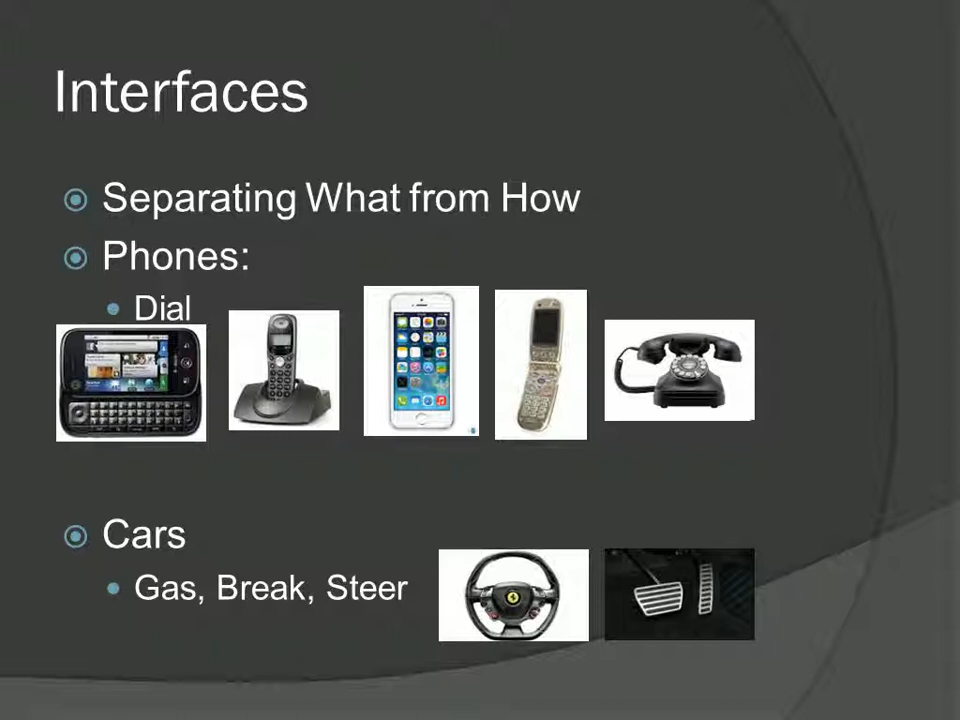 Interfaces
Separating What from How
Phones:
Dial
Cars
Gas, Break, Steer